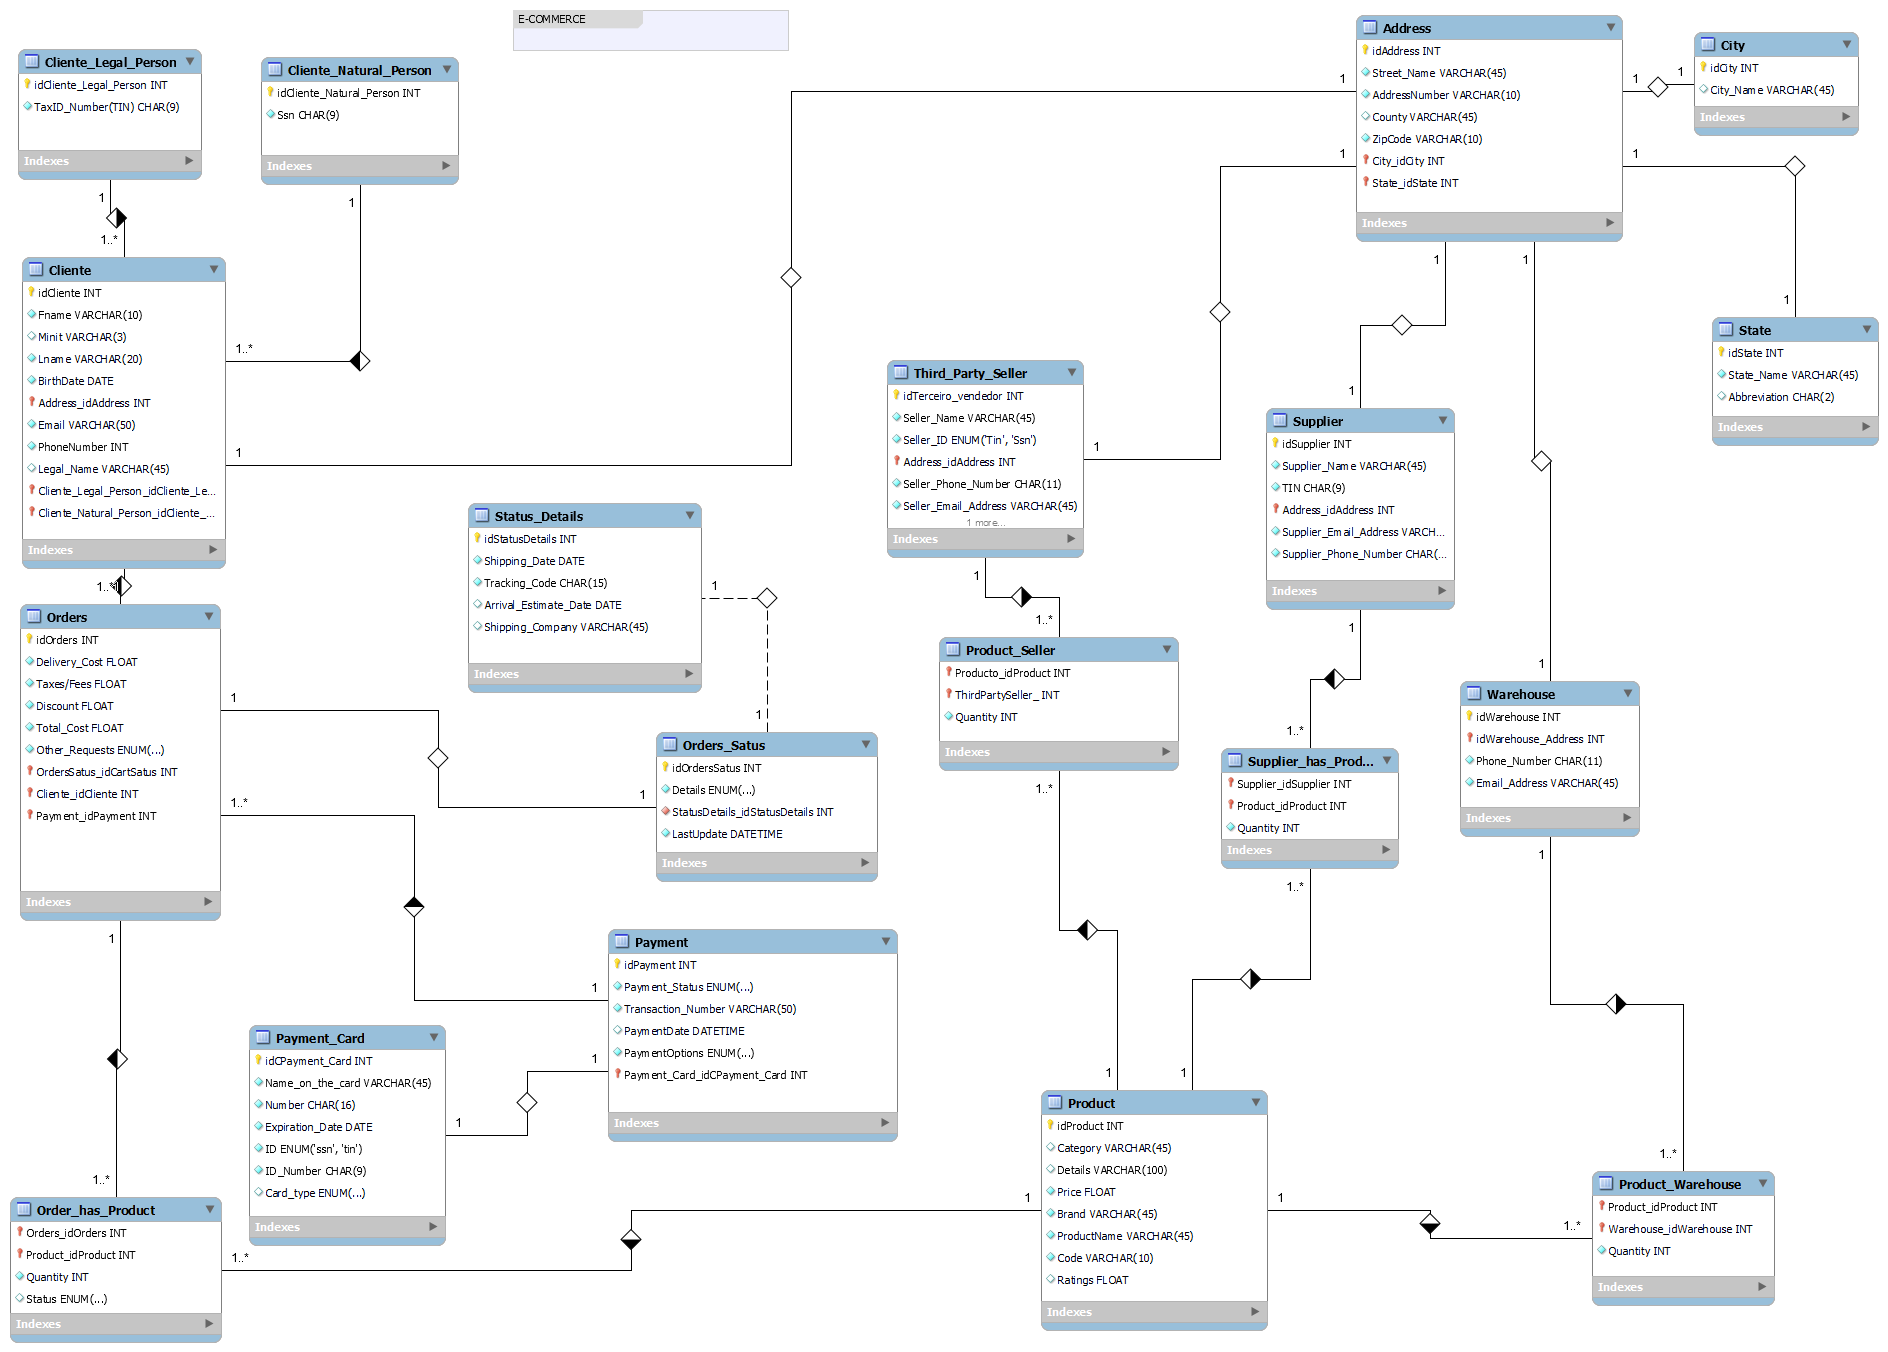 E-COMMERCE
Cliente_Legal_Person
idCliente_Legal_Person INT
TaxID_Number(TIN) CHAR(9)
Indexes
1
1..*
Cliente_Natural_Person
idCliente_Natural_Person INT
Ssn CHAR(9)
Indexes
1
1..*
Address
idAddress INT
Street_Name VARCHAR(45)
AddressNumber VARCHAR(10)
County VARCHAR(45)
ZipCode VARCHAR(10)
City_idCity INT
State_idState INT
Indexes
1
1
1
1
1
1
1
City
idCity INT
City_Name VARCHAR(45)
Indexes
1
State
idState INT
State_Name VARCHAR(45)
Abbreviation CHAR(2)
Indexes
Cliente
idCliente INT
Fname VARCHAR(10)
Minit VARCHAR(3)
Lname VARCHAR(20)
BirthDate DATE
Address_idAddress INT
Email VARCHAR(50)
PhoneNumber INT
Legal_Name VARCHAR(45)
Cliente_Legal_Person_idCliente_Le...
Cliente_Natural_Person_idCliente_...
Indexes
1
1..*
Third_Party_Seller
idTerceiro_vendedor INT
Seller_Name VARCHAR(45)
Seller_ID ENUM('Tin', 'Ssn')
Address_idAddress INT
Seller_Phone_Number CHAR(11)
Seller_Email_Address VARCHAR(45)
1 more...
Indexes
1
1
1..*
Supplier
idSupplier INT
Supplier_Name VARCHAR(45)
TIN CHAR(9)
Address_idAddress INT
Supplier_Email_Address VARCH...
Supplier_Phone_Number CHAR(...
Indexes
1
1
1..*
Status_Details
idStatusDetails INT
Shipping_Date DATE
Tracking_Code CHAR(15)
Arrival_Estimate_Date DATE
Shipping_Company VARCHAR(45)
Indexes
1
1
Orders
idOrders INT
Delivery_Cost FLOAT
Taxes/Fees FLOAT
Discount FLOAT
Total_Cost FLOAT
Other_Requests ENUM(...)
OrdersSatus_idCartSatus INT
Cliente_idCliente INT
Payment_idPayment INT
Indexes
1
1..*
1
1..*
Orders_Satus
idOrdersSatus INT
Details ENUM(...)
StatusDetails_idStatusDetails INT
LastUpdate DATETIME
Indexes
1
Product_Seller
Producto_idProduct INT
ThirdPartySeller_ INT
Quantity INT
Indexes
1..*
1
Supplier_has_Prod...
Supplier_idSupplier INT
Product_idProduct INT
Quantity INT
Indexes
1..*
1
Warehouse
idWarehouse INT
idWarehouse_Address INT
Phone_Number CHAR(11)
Email_Address VARCHAR(45)
Indexes
1
1
1..*
Payment
idPayment INT
Payment_Status ENUM(...)
Transaction_Number VARCHAR(50)
PaymentDate DATETIME
PaymentOptions ENUM(...)
Payment_Card_idCPayment_Card INT
Indexes
1
1
Payment_Card
idCPayment_Card INT
Name_on_the_card VARCHAR(45)
Number CHAR(16)
Expiration_Date DATE
ID ENUM('ssn', 'tin')
ID_Number CHAR(9)
Card_type ENUM(...)
Indexes
1
Product
idProduct INT
Category VARCHAR(45)
Details VARCHAR(100)
Price FLOAT
Brand VARCHAR(45)
ProductName VARCHAR(45)
Code VARCHAR(10)
Ratings FLOAT
Indexes
1
1
1..*
Product_Warehouse
Product_idProduct INT
Warehouse_idWarehouse INT
Quantity INT
Indexes
Order_has_Product
Orders_idOrders INT
Product_idProduct INT
Quantity INT
Status ENUM(...)
Indexes
1..*